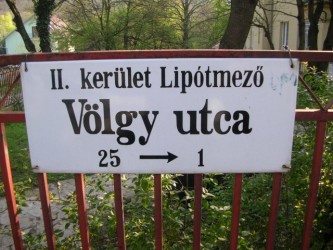 II. kerület Lipótmező
Völgy utca
25 → 1